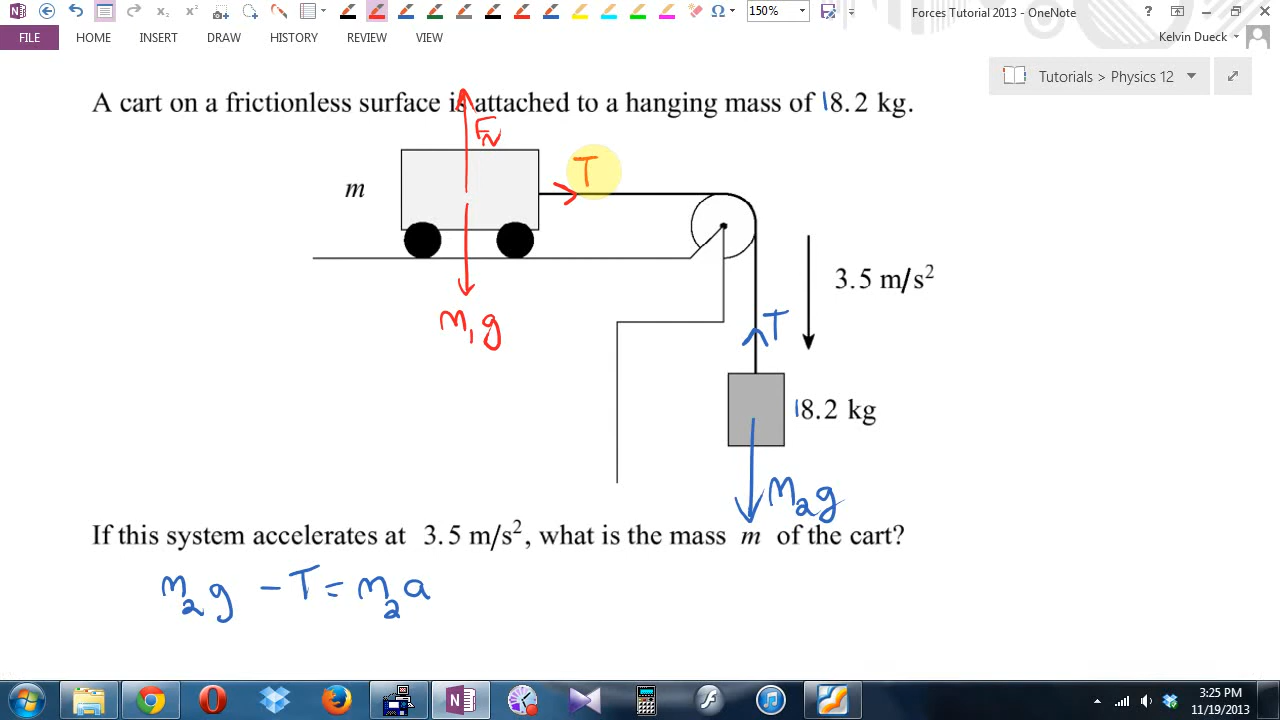 150%
Forces Tutorial 2013 - OneNote
?
FILE
HOME
INSERT
DRAW
HISTORY
REVIEW
VIEW
Kelvin Dueck
Tutorials > Physics 12
A cart on a frictionless surface is attached to a hanging mass of 18.2 kg.
F_N
m
T
3.5 m/s²
m₁g
T
18.2 kg
m₂g
If this system accelerates at 3.5 m/s², what is the mass m of the cart?
m₂g - T = m₂a
3:25 PM
11/19/2013